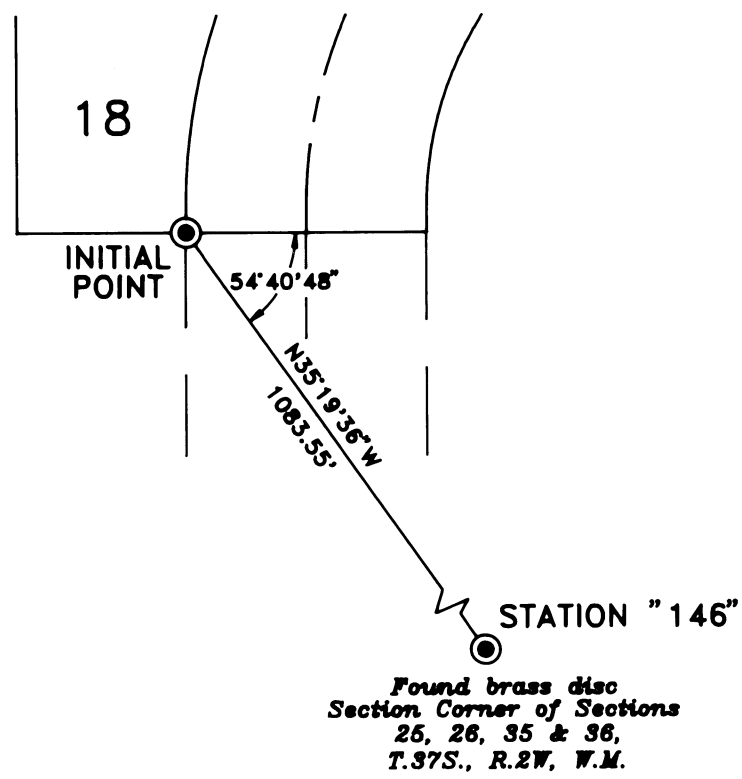 18
INITIAL
POINT
54°40'48"
N35°19'36"W
1083.55'
STATION "146"
Found brass disc
Section Corner of Sections
25, 26, 35 & 36,
T.37S., R.2W, W.M.